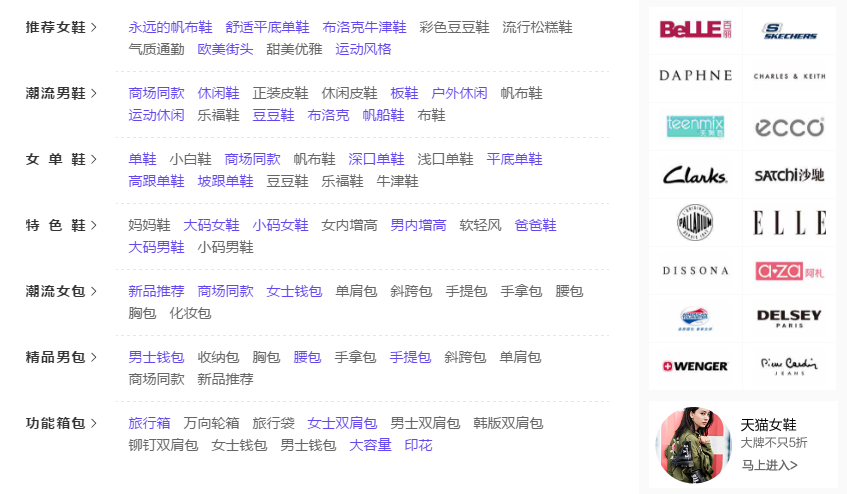 推荐女鞋 > 永远的帆布鞋 舒适平底单鞋 布洛克牛津鞋 彩色豆豆鞋 流行松糕鞋
气质通勤 欧美街头 甜美优雅 运动风格
潮流男鞋 > 商场同款 休闲鞋 正装皮鞋 休闲皮鞋 板鞋 户外休闲 帆布鞋
运动休闲 乐福鞋 豆豆鞋 布洛克 帆船鞋 布鞋
女单鞋 > 单鞋 小白鞋 商场同款 帆布鞋 深口单鞋 浅口单鞋 平底单鞋
高跟单鞋 坡跟单鞋 豆豆鞋 乐福鞋 牛津鞋
特色鞋 > 妈妈鞋 大码女鞋 小码女鞋 女内增高 男内增高 软轻风 爸爸鞋
大码男鞋 小码男鞋
潮流女包 > 新品推荐 商场同款 女士钱包 单肩包 斜跨包 手提包 手拿包 腰包
胸包 化妆包
精品男包 > 男士钱包 收纳包 胸包 腰包 手拿包 手提包 斜跨包 单肩包
商场同款 新品推荐
功能箱包 > 旅行箱 万向轮箱 旅行袋 女士双肩包 男士双肩包 韩版双肩包
铆钉双肩包 女士钱包 男士钱包 大容量 印花
BeLLE 百丽
S SKECHERS
DAPHNE
CHARLES & KEITH
teenmix 天美意
ecco
Clarks
SATCHI沙驰
PALLADIUM
ELLE
DISSONA
a·za 阿札
DELSEY
PARIS
WENGER
Pierre Cardin
JEANS
天猫女鞋
大牌不只5折
马上进入>